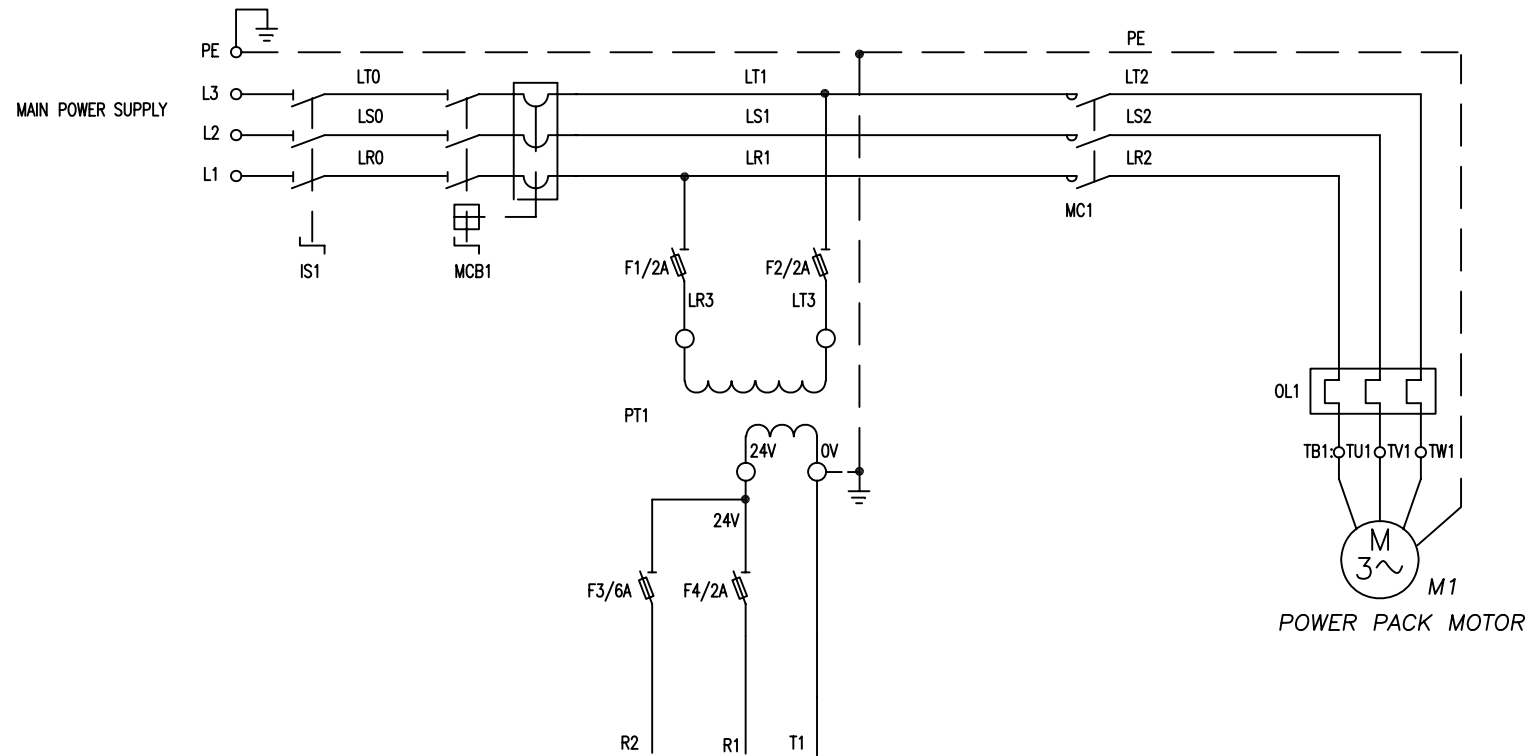 PE
PE
LT0
LT1
LT2
L3
MAIN POWER SUPPLY
LS0
LS1
LS2
L2
LR0
LR1
LR2
L1
MC1
IS1
MCB1
F1/2A
F2/2A
LR3
LT3
OL1
PT1
24V
0V
TB1:
TU1
TV1
TW1
24V
M
3~
F3/6A
F4/2A
M1
POWER PACK MOTOR
R2
R1
T1